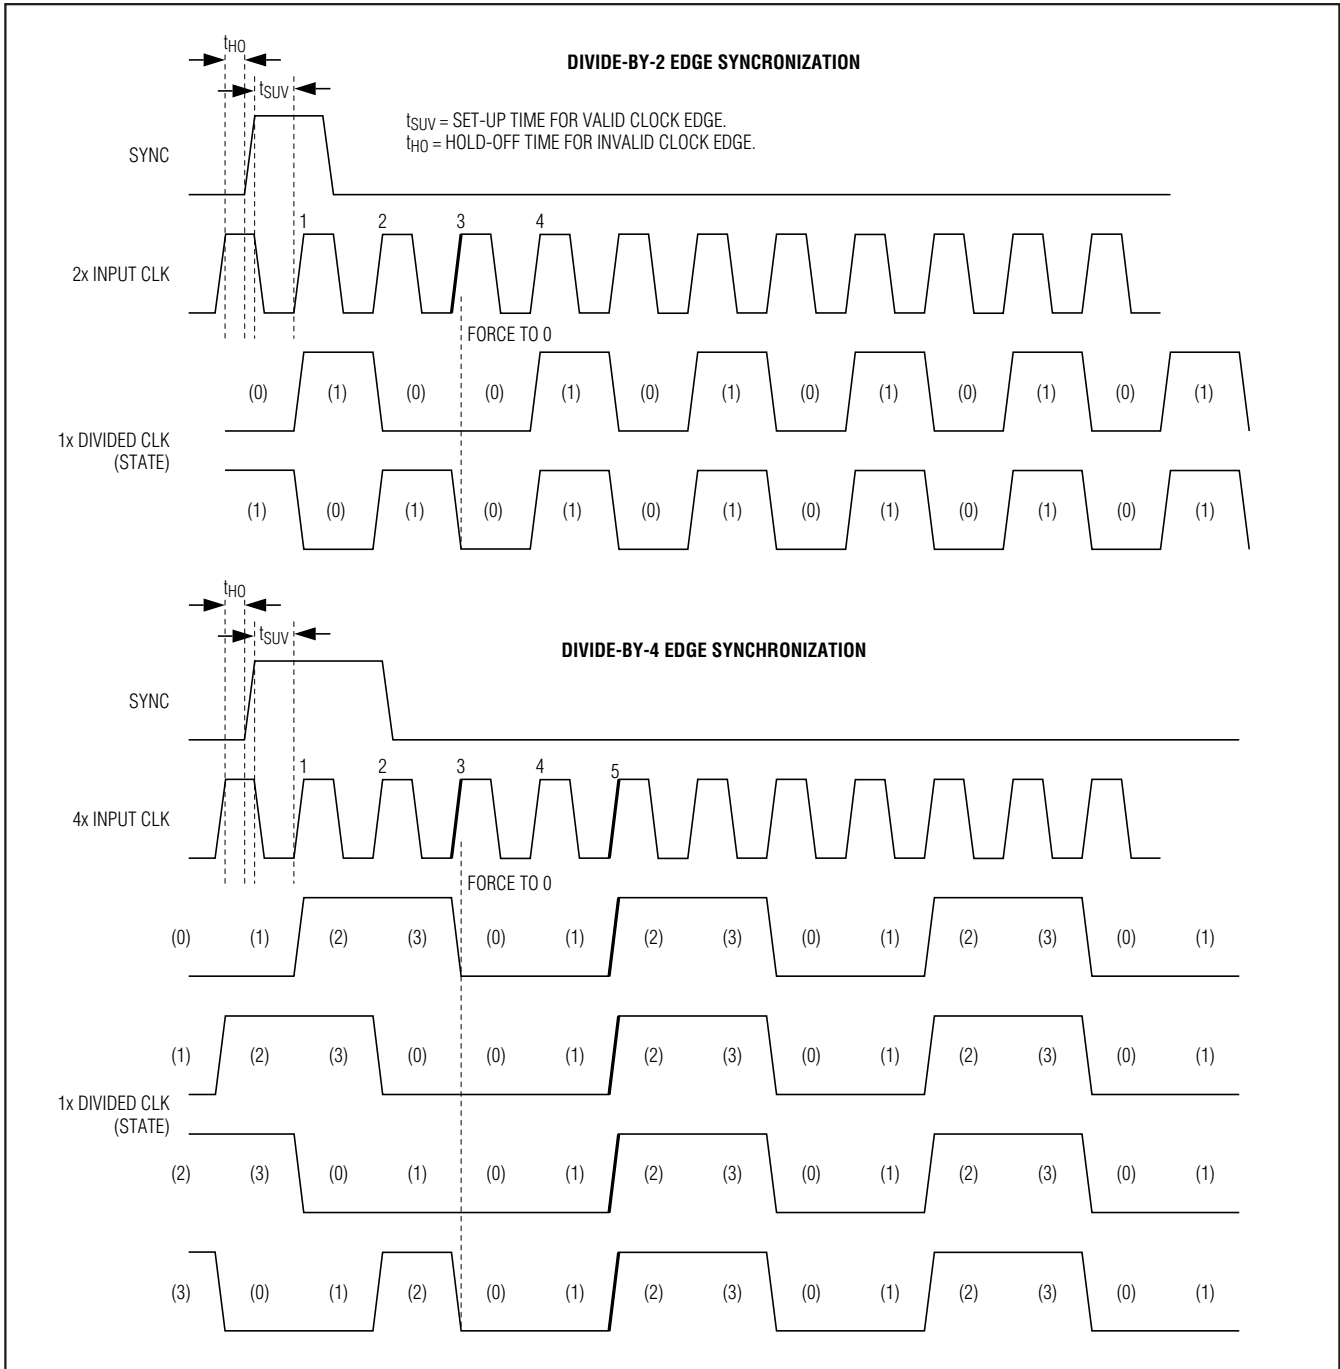 tHO
DIVIDE-BY-2 EDGE SYNCRONIZATION
tSUV
tSUV = SET-UP TIME FOR VALID CLOCK EDGE.
tHO = HOLD-OFF TIME FOR INVALID CLOCK EDGE.
SYNC
1 2 3 4
2x INPUT CLK
FORCE TO 0
(0) (1) (0) (0) (1) (0) (1) (0) (1) (0) (1) (0) (1)
1x DIVIDED CLK
(STATE)
(1) (0) (1) (0) (1) (0) (1) (0) (1) (0) (1) (0) (1)
tHO
tSUV
DIVIDE-BY-4 EDGE SYNCHRONIZATION
SYNC
1 2 3 4 5
4x INPUT CLK
FORCE TO 0
(0) (1) (2) (3) (0) (1) (2) (3) (0) (1) (2) (3) (0) (1)
(1) (2) (3) (0) (0) (1) (2) (3) (0) (1) (2) (3) (0) (1)
1x DIVIDED CLK
(STATE)
(2) (3) (0) (1) (0) (1) (2) (3) (0) (1) (2) (3) (0) (1)
(3) (0) (1) (2) (0) (1) (2) (3) (0) (1) (2) (3) (0) (1)